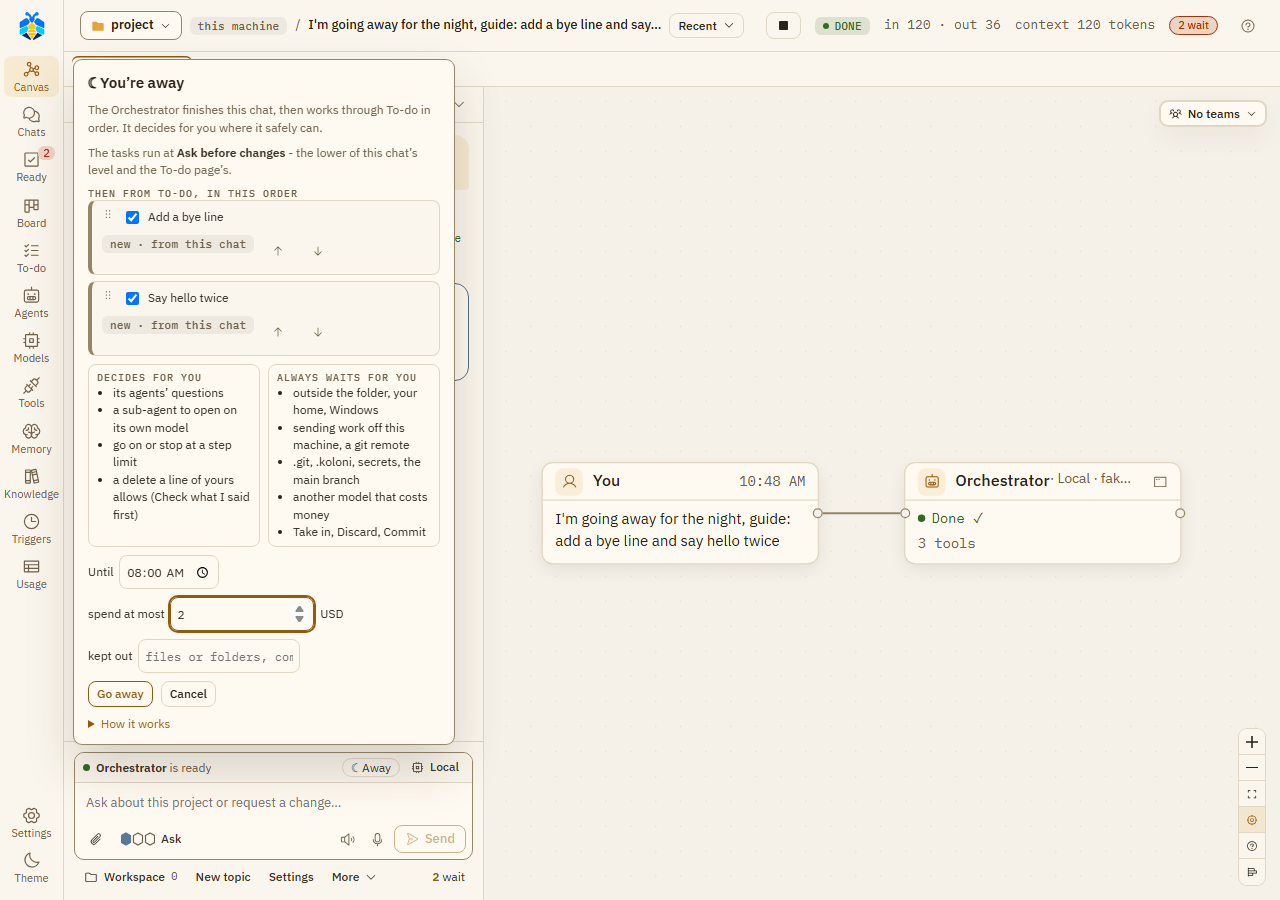 project
this machine
/
I'm going away for the night, guide: add a bye line and say...
Recent
DONE
in 120 · out 36
context 120 tokens
2 wait
Canvas
Chats
2
Ready
Board
To-do
Agents
Models
Tools
Memory
Knowledge
Triggers
Usage
Settings
Theme
You're away
The Orchestrator finishes this chat, then works through To-do in
order. It decides for you where it safely can.
The tasks run at Ask before changes - the lower of this chat's
level and the To-do page's.
THEN FROM TO-DO, IN THIS ORDER
Add a bye line
new · from this chat
↑ ↓
Say hello twice
new · from this chat
↑ ↓
DECIDES FOR YOU
its agents' questions
a sub-agent to open on
its own model
go on or stop at a step
limit
a delete a line of yours
allows (Check what I said
first)
ALWAYS WAITS FOR YOU
outside the folder, your
home, Windows
sending work off this
machine, a git remote
.git, .koloni, secrets, the
main branch
another model that costs
money
Take in, Discard, Commit
Until 08:00 AM
spend at most 2 USD
kept out files or folders, com
Go away Cancel
How it works
e
Orchestrator is ready
Away
Local
Ask about this project or request a change...
Ask
Send
Workspace 0
New topic
Settings
More
2 wait
No teams
You
10:48 AM
I'm going away for the night, guide:
add a bye line and say hello twice
Orchestrator · Local · fak...
Done ✓
3 tools